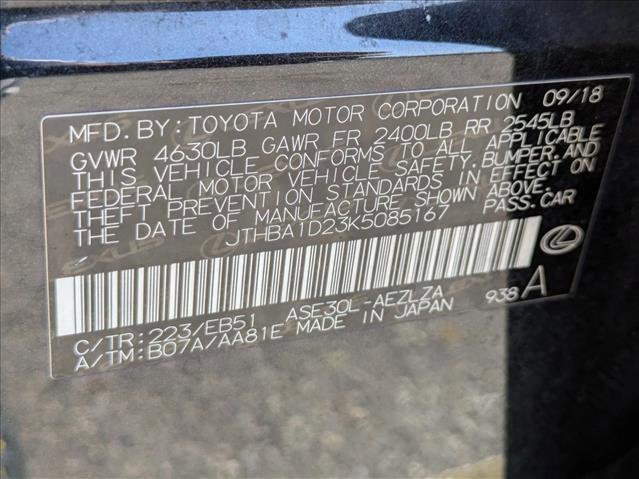 MFD. BY: TOYOTA MOTOR CORPORATION 09/18
GVWR 4630LB GAWR FR 2400LB RR 2545LB
THIS VEHICLE CONFORMS TO ALL APPLICABLE
FEDERAL MOTOR VEHICLE SAFETY, BUMPER, AND
THEFT PREVENTION STANDARDS IN EFFECT ON
THE DATE OF MANUFACTURE SHOWN ABOVE.
JTHBA1D23K5085167 PASS. CAR
C/TR: 223/EB51 ASE30L-AEZLZA 938 A
A/TM: B07A/AA81E MADE IN JAPAN